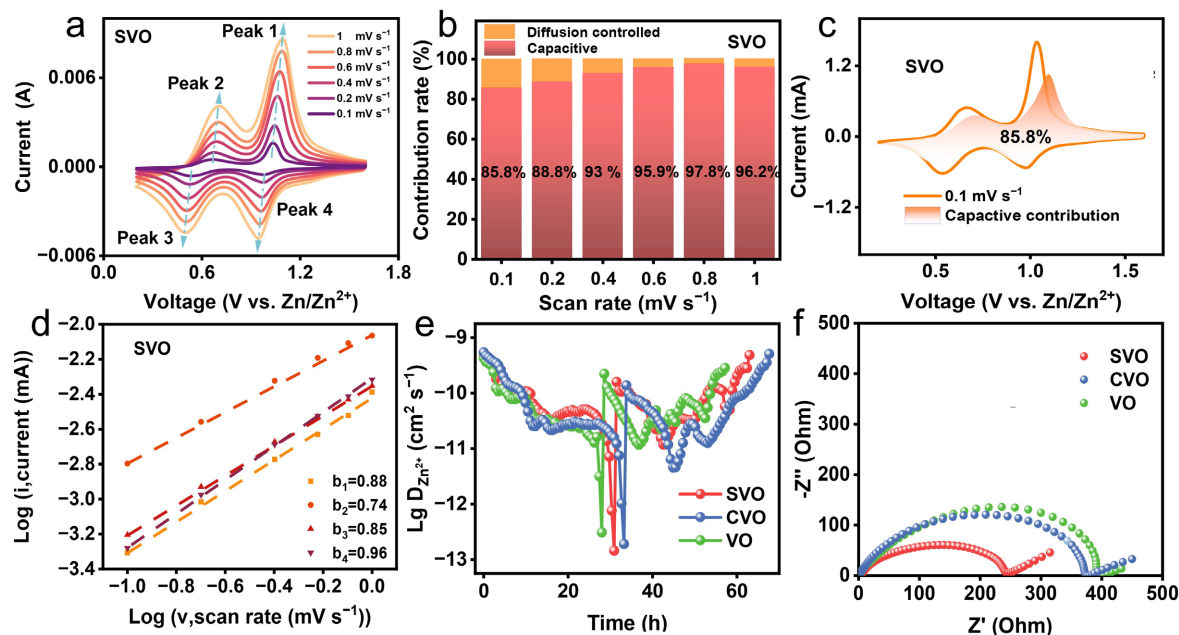 a
SVO
Peak 1
Peak 2
Peak 3
Peak 4
1 mV s⁻¹
0.8 mV s⁻¹
0.6 mV s⁻¹
0.4 mV s⁻¹
0.2 mV s⁻¹
0.1 mV s⁻¹
0.006
0.000
−0.006
Current (A)
0.0 0.6 1.2 1.8
Voltage (V vs. Zn/Zn²⁺)
b
Diffusion controlled
Capacitive
SVO
100
80
60
40
20
0
Contribution rate (%)
85.8% 88.8% 93 % 95.9% 97.8% 96.2%
0.1 0.2 0.4 0.6 0.8 1
Scan rate (mV s⁻¹)
c
SVO
1.2
0.0
−1.2
Current (mA)
85.8%
0.1 mV s⁻¹
Capactive contribution
0.5 1.0 1.5
Voltage (V vs. Zn/Zn²⁺)
d
SVO
−2.0
−2.2
−2.4
−2.6
−2.8
−3.0
−3.2
−3.4
Log (i,current (mA))
b₁=0.88
b₂=0.74
b₃=0.85
b₄=0.96
−1.0 −0.8 −0.6 −0.4 −0.2 0.0
Log (v,scan rate (mV s⁻¹))
e
−9
−10
−11
−12
−13
Lg D_Zn²⁺ (cm² s⁻¹)
SVO
CVO
VO
0 10 20 30 40 50 60 70
Time (h)
f
500
400
300
200
100
0
-Z'' (Ohm)
SVO
CVO
VO
0 100 200 300 400 500
Z' (Ohm)